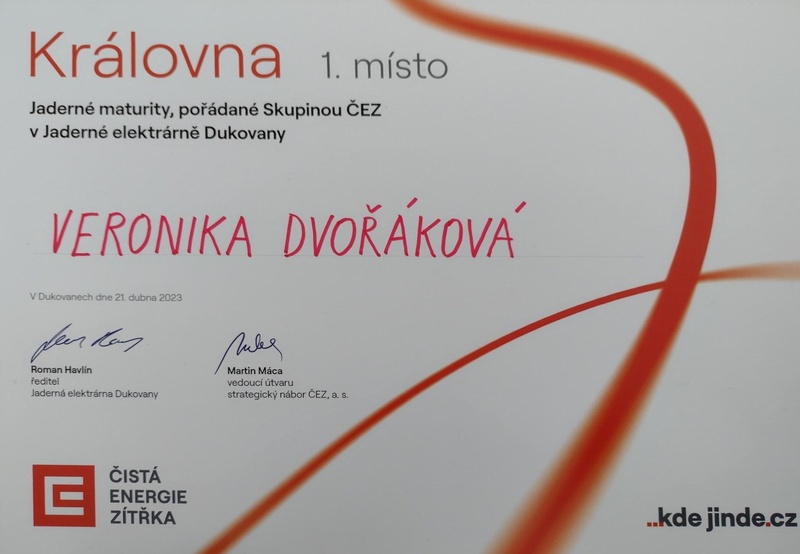 Královna 1. místo
Jaderné maturity, pořádané Skupinou ČEZ
v Jaderné elektrárně Dukovany
VERONIKA DVOŘÁKOVÁ
V Dukovanech dne 21. dubna 2023
Roman Havlín
ředitel
Jaderná elektrárna Dukovany
Martin Máca
vedoucí útvaru
strategický nábor ČEZ, a. s.
ČISTÁ
ENERGIE
ZÍTŘKA
..kde jinde.cz